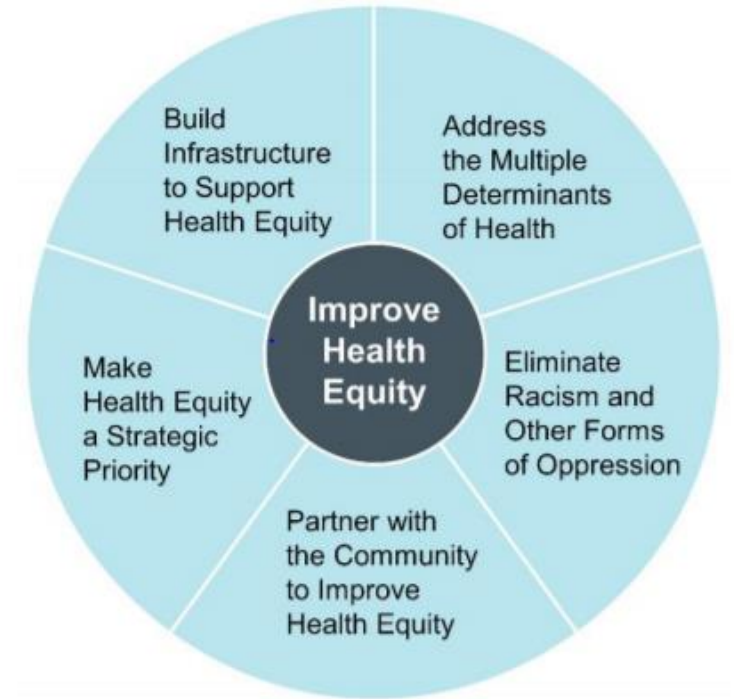 Build
Infrastructure
to Support
Health Equity
Address
the Multiple
Determinants
of Health
Improve
Health
Equity
Make
Health Equity
a Strategic
Priority
Eliminate
Racism and
Other Forms
of Oppression
Partner with
the Community
to Improve
Health Equity